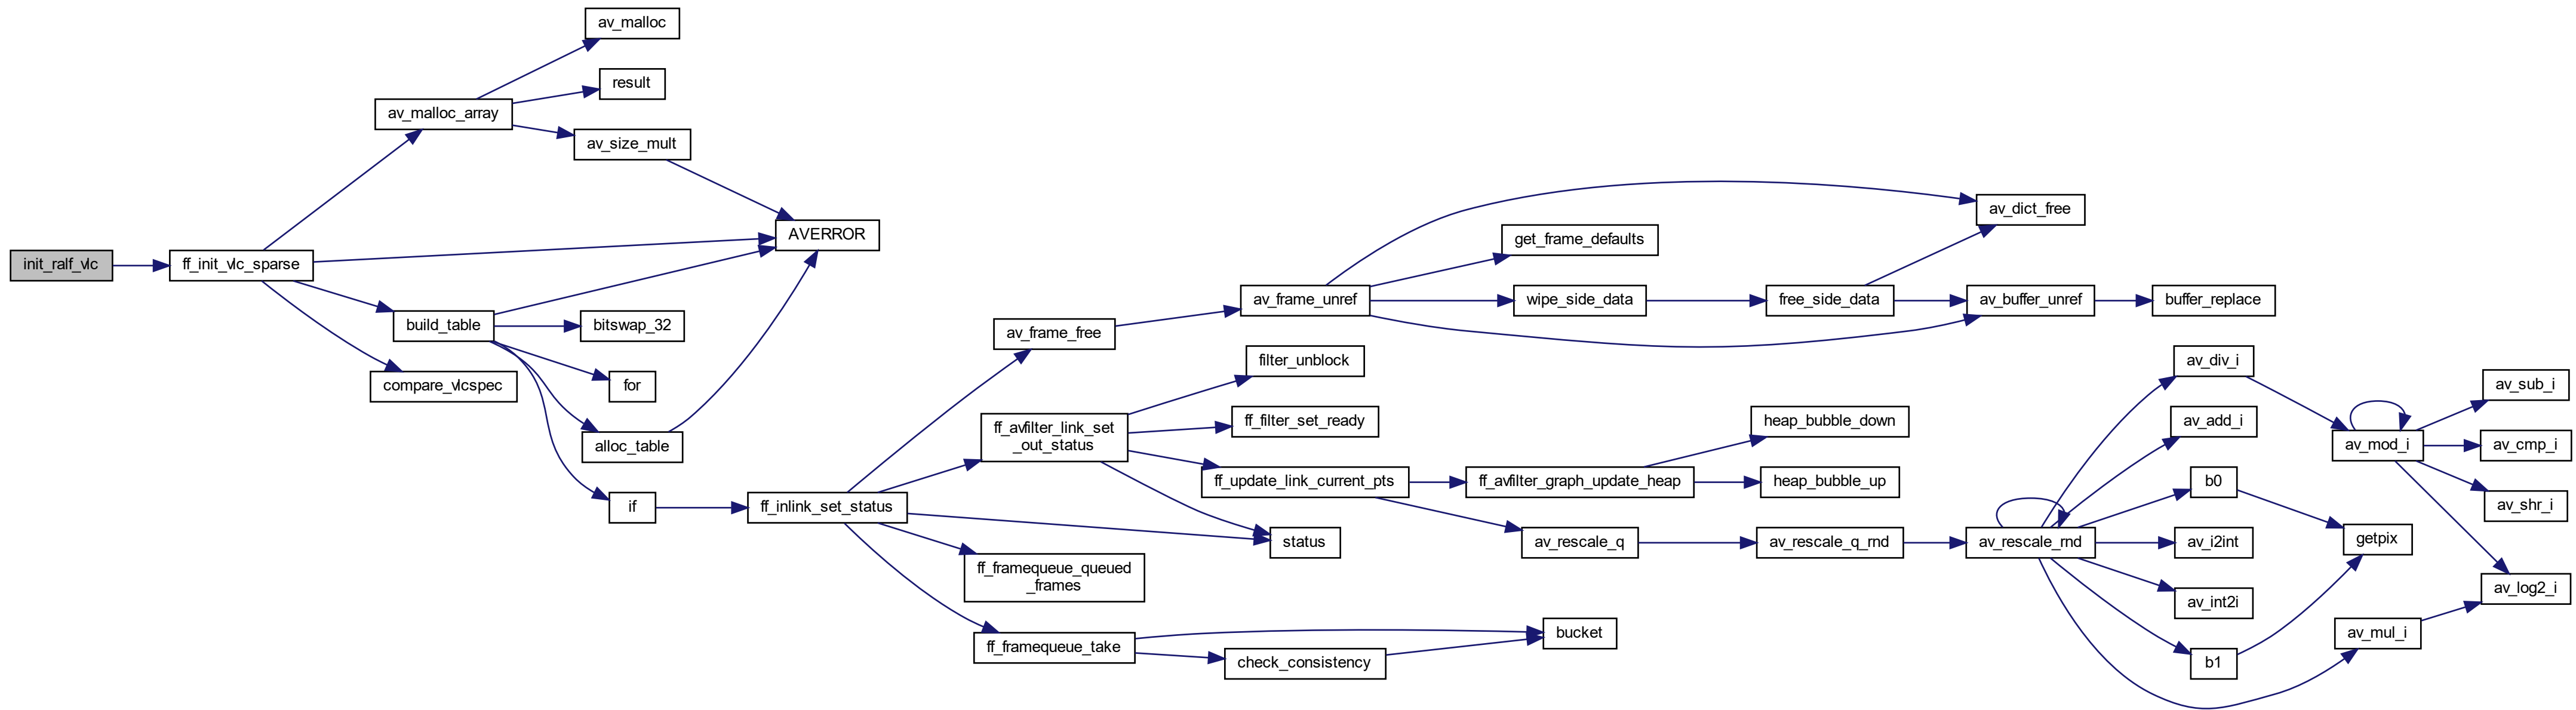 init_ralf_vlc
ff_init_vlc_sparse
av_malloc_array
av_malloc
result
av_size_mult
AVERROR
build_table
compare_vlcspec
bitswap_32
for
alloc_table
if
ff_inlink_set_status
av_frame_free
ff_avfilter_link_set
_out_status
ff_framequeue_queued
_frames
ff_framequeue_take
av_frame_unref
filter_unblock
ff_filter_set_ready
ff_update_link_current_pts
status
check_consistency
bucket
get_frame_defaults
wipe_side_data
ff_avfilter_graph_update_heap
av_rescale_q
free_side_data
heap_bubble_down
heap_bubble_up
av_rescale_q_rnd
av_dict_free
av_buffer_unref
buffer_replace
av_rescale_rnd
av_div_i
av_add_i
b0
av_i2int
av_int2i
b1
av_mod_i
getpix
av_mul_i
av_sub_i
av_cmp_i
av_shr_i
av_log2_i